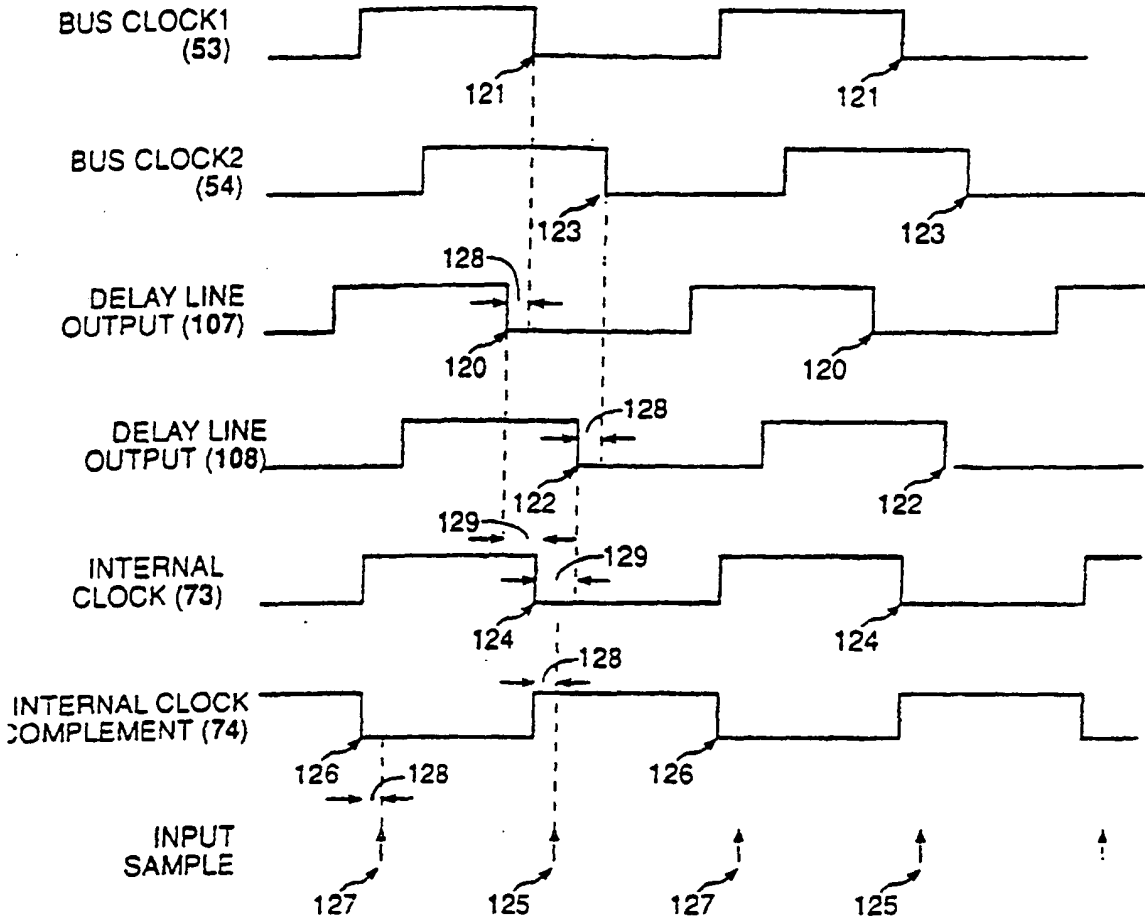 BUS CLOCK1
(53)
121
121
BUS CLOCK2
(54)
123
123
128
DELAY LINE
OUTPUT (107)
120
120
128
DELAY LINE
OUTPUT (108)
122
122
129
129
INTERNAL
CLOCK (73)
124
124
128
INTERNAL CLOCK
COMPLEMENT (74)
126
128
126
INPUT
SAMPLE
127
125
127
125